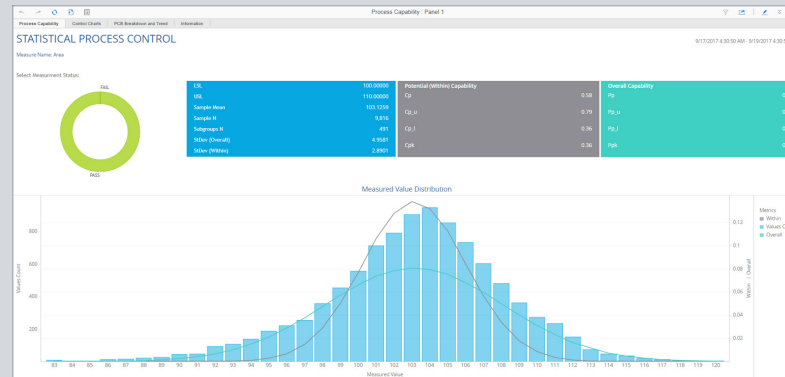 Process Capability Panel 1
Process Capability Control Charts PCB Breakdown and Trend Information
STATISTICAL PROCESS CONTROL
9/17/2017 4:30:50 AM - 9/19/2017 4:30:5
Measure Name: Area
Select Measurment Status:
FAIL
PASS
LSL 100.00000
USL 110.00000
Sample Mean 103.1259
Sample N 9,816
Subgroups N 491
StDev (Overall) 4.9581
StDev (Within) 2.8901
Potential (Within) Capability
Cp 0.58
Cp_u 0.79
Cp_l 0.36
Cpk 0.36
Overall Capability
Pp 0
Pp_u 0
Pp_l 0
Ppk 0
Measured Value Distribution
Values Count
800
600
400
200
0.12
0.1
0.08
0.06
0.04
0.02
Within | Overall
83 84 85 86 87 88 89 90 91 92 93 94 95 96 97 98 99 100 101 102 103 104 105 106 107 108 109 110 111 112 113 114 115 116 117 118 119 120
Measured Value
Metrics
Within
Values C
Overall